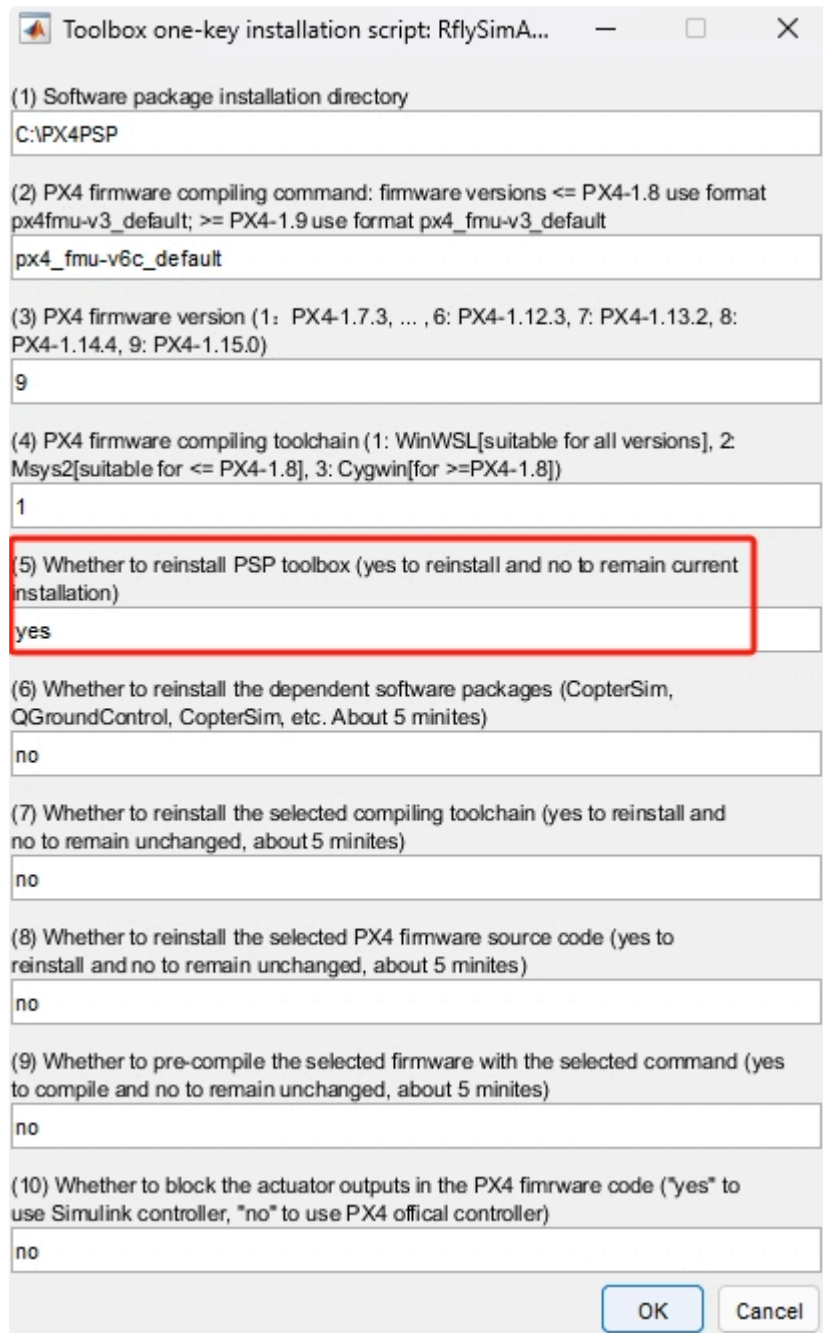 Toolbox one-key installation script: RflySimA...
(1) Software package installation directory
C:\PX4PSP
(2) PX4 firmware compiling command: firmware versions <= PX4-1.8 use format
px4fmu-v3_default; >= PX4-1.9 use format px4_fmu-v3_default
px4_fmu-v6c_default
(3) PX4 firmware version (1：PX4-1.7.3, ... , 6: PX4-1.12.3, 7: PX4-1.13.2, 8:
PX4-1.14.4, 9: PX4-1.15.0)
9
(4) PX4 firmware compiling toolchain (1: WinWSL[suitable for all versions], 2:
Msys2[suitable for <= PX4-1.8], 3: Cygwin[for >=PX4-1.8])
1
(5) Whether to reinstall PSP toolbox (yes to reinstall and no to remain current
installation)
yes
(6) Whether to reinstall the dependent software packages (CopterSim,
QGroundControl, CopterSim, etc. About 5 minites)
no
(7) Whether to reinstall the selected compiling toolchain (yes to reinstall and
no to remain unchanged, about 5 minites)
no
(8) Whether to reinstall the selected PX4 firmware source code (yes to
reinstall and no to remain unchanged, about 5 minites)
no
(9) Whether to pre-compile the selected firmware with the selected command (yes
to compile and no to remain unchanged, about 5 minites)
no
(10) Whether to block the actuator outputs in the PX4 fimrware code ("yes" to
use Simulink controller, "no" to use PX4 offical controller)
no
OK Cancel